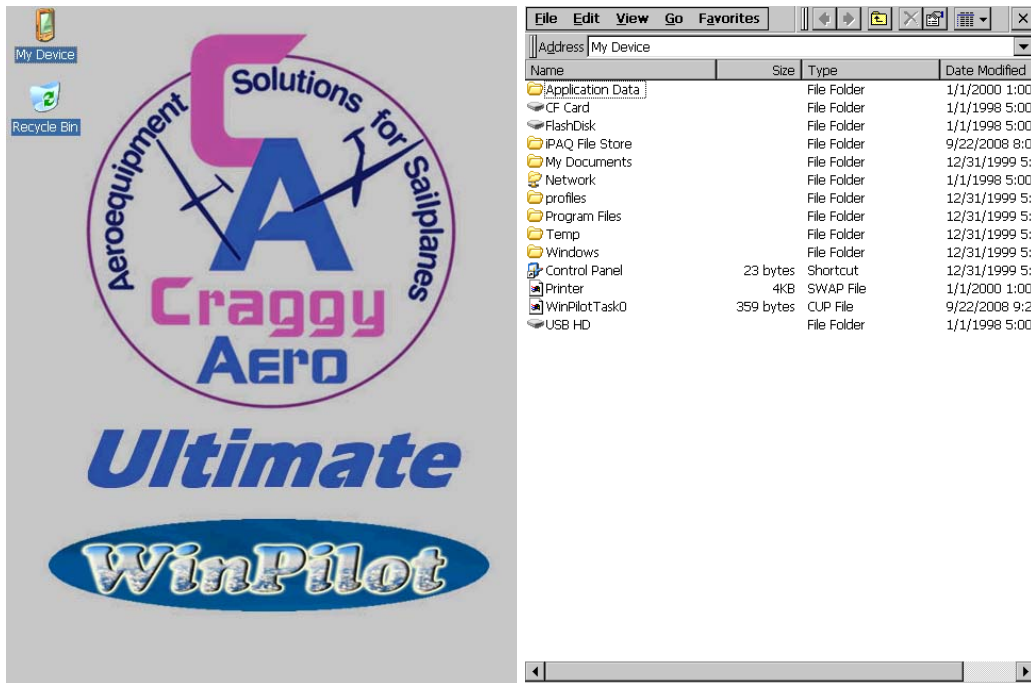 My Device
Recycle Bin
Aeroequipment Solutions for Sailplanes
CA
Craggy
Aero
Ultimate
WinPilot
File Edit View Go Favorites
Address My Device
Name Size Type Date Modified
Application Data File Folder 1/1/2000 1:00
CF Card File Folder 1/1/1998 5:00
FlashDisk File Folder 1/1/1998 5:00
iPAQ File Store File Folder 9/22/2008 8:0
My Documents File Folder 12/31/1999 5:
Network File Folder 1/1/1998 5:00
profiles File Folder 12/31/1999 5:
Program Files File Folder 12/31/1999 5:
Temp File Folder 12/31/1999 5:
Windows File Folder 12/31/1999 5:
Control Panel 23 bytes Shortcut 12/31/1999 5:
Printer 4KB SWAP File 1/1/2000 1:00
WinPilotTask0 359 bytes CUP File 9/22/2008 9:2
USB HD File Folder 1/1/1998 5:00